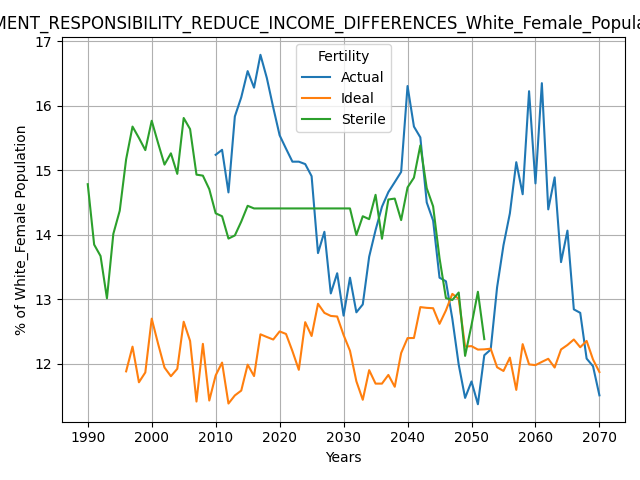 MENT_RESPONSIBILITY_REDUCE_INCOME_DIFFERENCES_White_Female_Popula
17
16
15
14
13
12
% of White_Female Population
Fertility
Actual
Ideal
Sterile
1990
2000
2010
2020
2030
2040
2050
2060
2070
Years